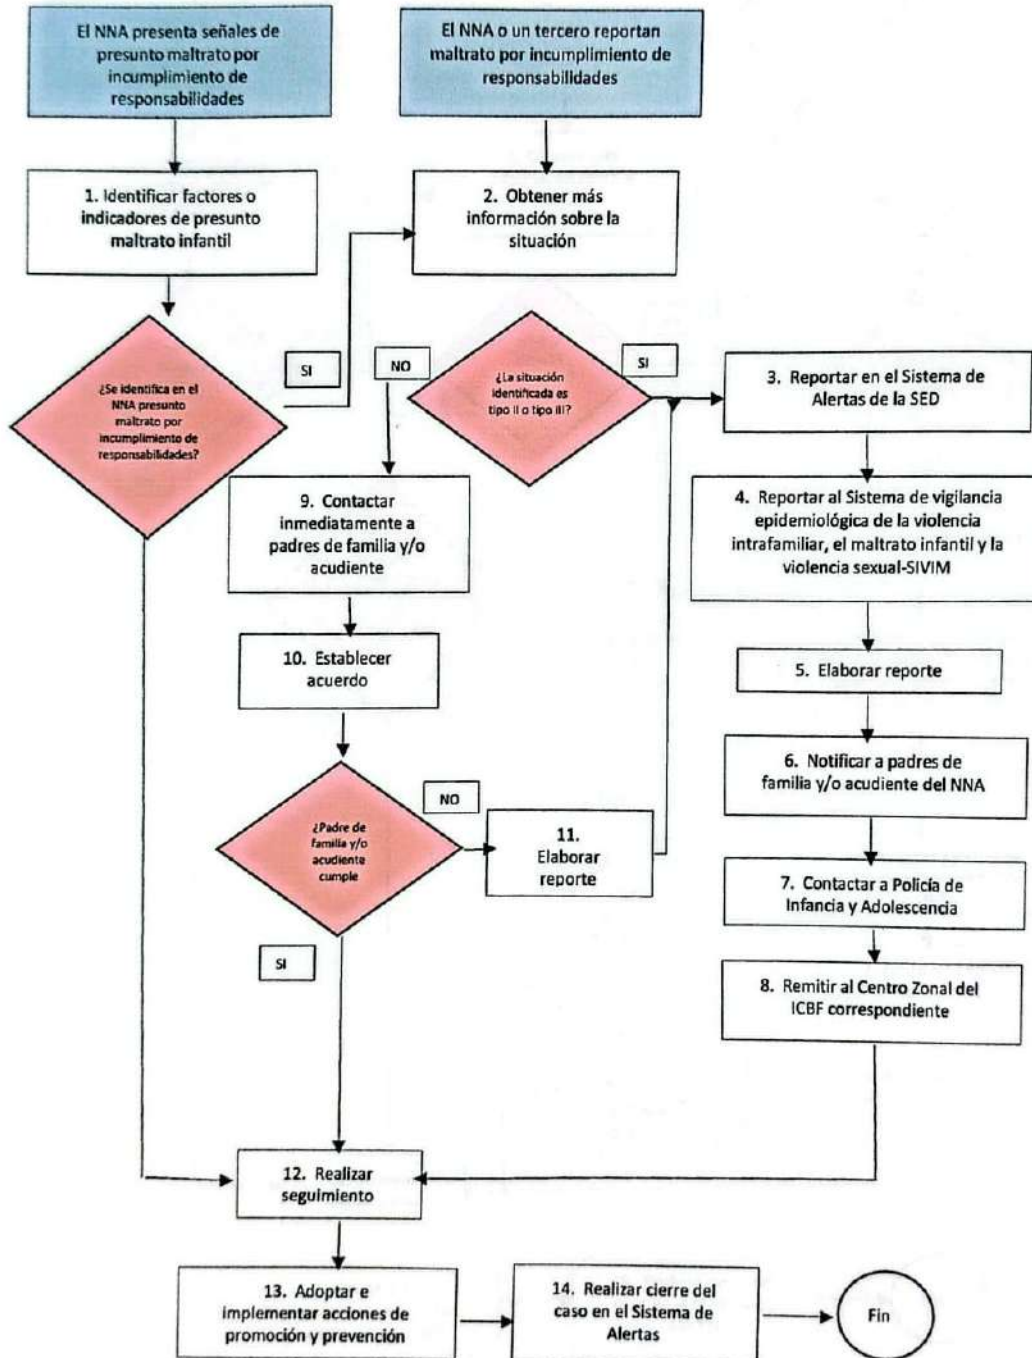 El NNA presenta señales de
presunto maltrato por
incumplimiento de
responsabilidades
El NNA o un tercero reportan
maltrato por incumplimiento de
responsabilidades
1. Identificar factores o
indicadores de presunto
maltrato infantil
2. Obtener más
información sobre la
situación
¿Se identifica en el
NNA presunto
maltrato por
incumplimiento de
responsabilidades?
SI
NO
¿La situación
identificada es
tipo II o tipo III?
SI
3. Reportar en el Sistema de
Alertas de la SED
4. Reportar al Sistema de vigilancia
epidemiológica de la violencia
intrafamiliar, el maltrato infantil y la
violencia sexual-SIVIM
9. Contactar
inmediatamente a
padres de familia y/o
acudiente
10. Establecer
acuerdo
5. Elaborar reporte
6. Notificar a padres de
familia y/o acudiente del NNA
¿Padre de
familia y/o
acudiente
cumple
NO
11.
Elaborar
reporte
7. Contactar a Policía de
Infancia y Adolescencia
SI
8. Remitir al Centro Zonal del
ICBF correspondiente
12. Realizar
seguimiento
13. Adoptar e
implementar acciones de
promoción y prevención
14. Realizar cierre del
caso en el Sistema de
Alertas
Fin